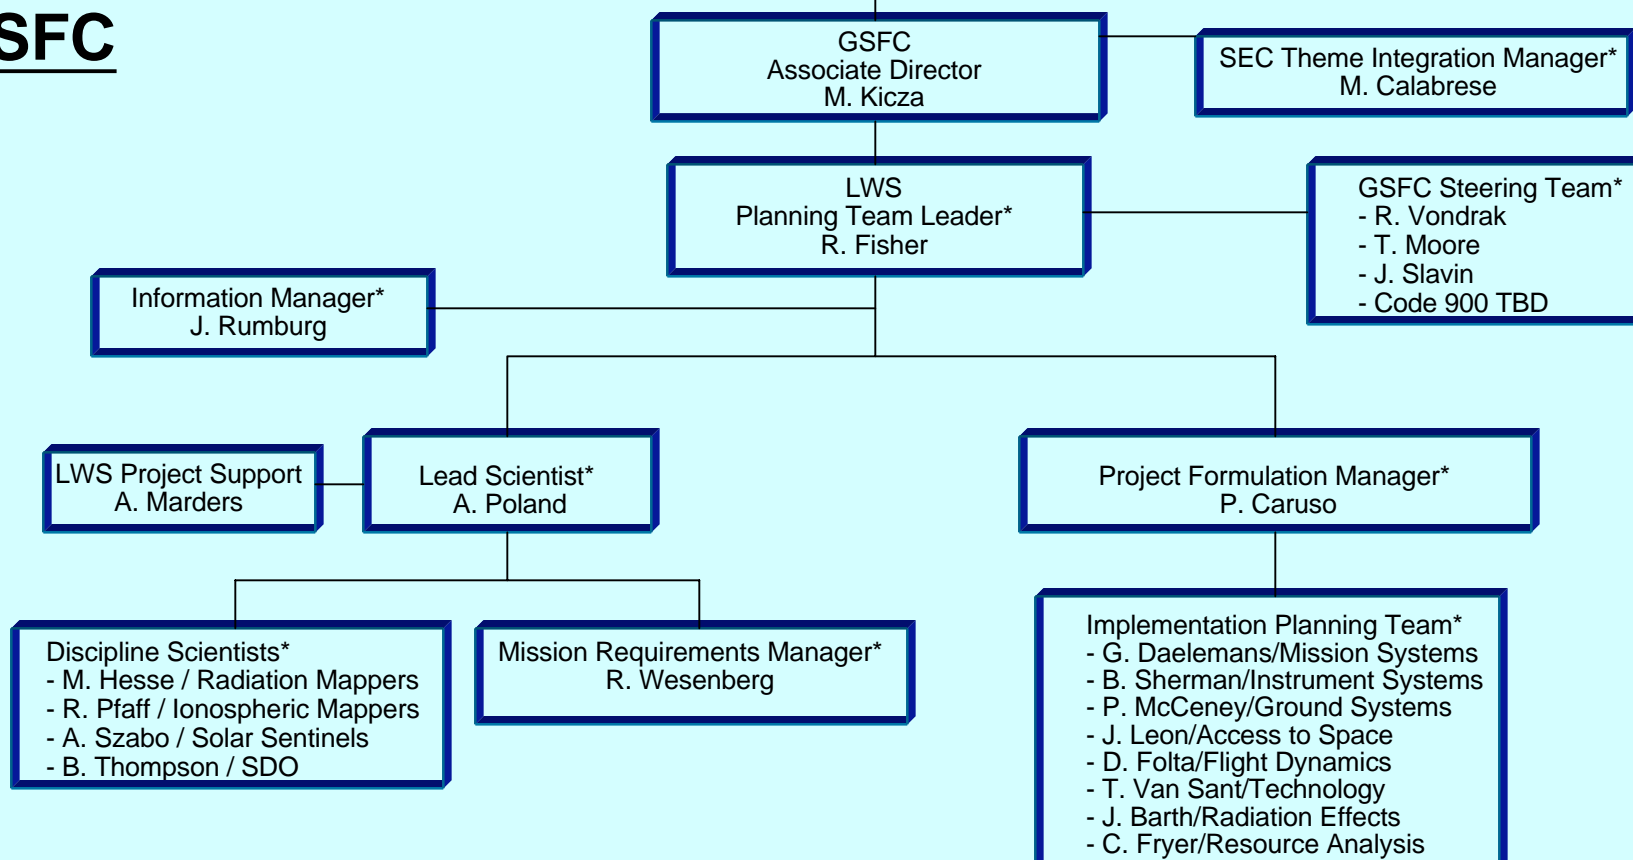 SFC
GSFC
Associate Director
M. Kicza
SEC Theme Integration Manager*
M. Calabrese
LWS
Planning Team Leader*
R. Fisher
GSFC Steering Team*
- R. Vondrak
- T. Moore
- J. Slavin
- Code 900 TBD
Information Manager*
J. Rumburg
LWS Project Support
A. Marders
Lead Scientist*
A. Poland
Project Formulation Manager*
P. Caruso
Discipline Scientists*
- M. Hesse / Radiation Mappers
- R. Pfaff / Ionospheric Mappers
- A. Szabo / Solar Sentinels
- B. Thompson / SDO
Mission Requirements Manager*
R. Wesenberg
Implementation Planning Team*
- G. Daelemans/Mission Systems
- B. Sherman/Instrument Systems
- P. McCeney/Ground Systems
- J. Leon/Access to Space
- D. Folta/Flight Dynamics
- T. Van Sant/Technology
- J. Barth/Radiation Effects
- C. Fryer/Resource Analysis